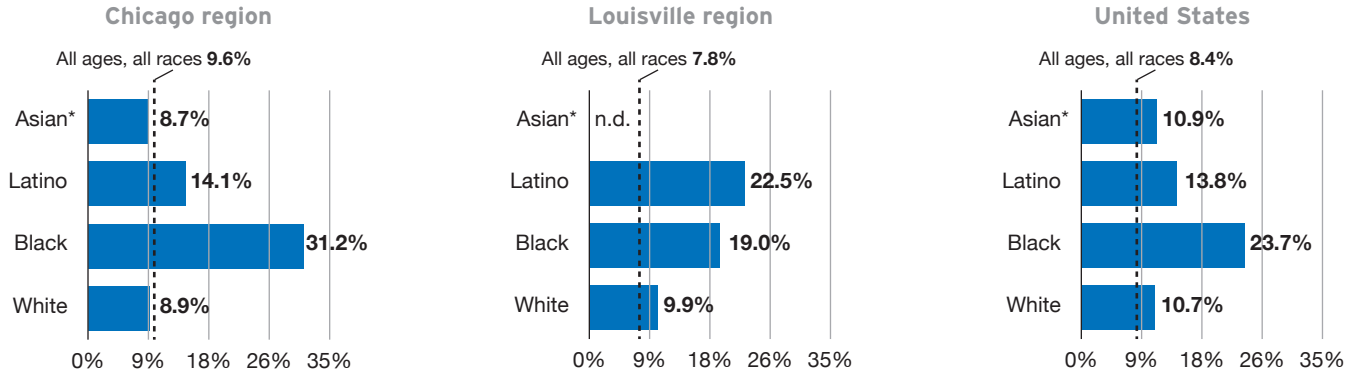 Chicago region
All ages, all races 9.6%
Asian* 8.7%
Latino 14.1%
Black 31.2%
White 8.9%
0% 9% 18% 26% 35%
Louisville region
All ages, all races 7.8%
Asian* n.d.
Latino 22.5%
Black 19.0%
White 9.9%
0% 9% 18% 26% 35%
United States
All ages, all races 8.4%
Asian* 10.9%
Latino 13.8%
Black 23.7%
White 10.7%
0% 9% 18% 26% 35%